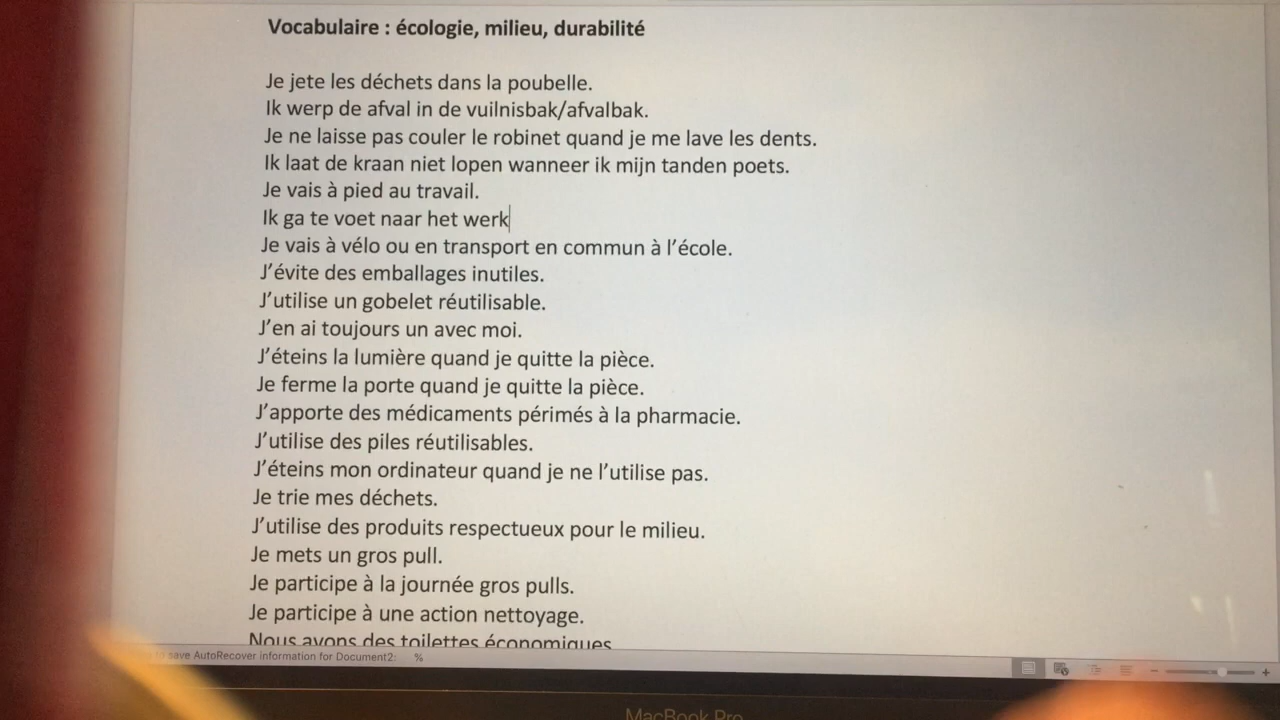 Vocabulaire : écologie, milieu, durabilité
Je jete les déchets dans la poubelle.
Ik werp de afval in de vuilnisbak/afvalbak.
Je ne laisse pas couler le robinet quand je me lave les dents.
Ik laat de kraan niet lopen wanneer ik mijn tanden poets.
Je vais à pied au travail.
Ik ga te voet naar het werk
Je vais à vélo ou en transport en commun à l'école.
J'évite des emballages inutiles.
J'utilise un gobelet réutilisable.
J'en ai toujours un avec moi.
J'éteins la lumière quand je quitte la pièce.
Je ferme la porte quand je quitte la pièce.
J'apporte des médicaments périmés à la pharmacie.
J'utilise des piles réutilisables.
J'éteins mon ordinateur quand je ne l'utilise pas.
Je trie mes déchets.
J'utilise des produits respectueux pour le milieu.
Je mets un gros pull.
Je participe à la journée gros pulls.
Je participe à une action nettoyage.
Nous avons des toilettes économiques
save AutoRecover information for Document2: %
MacBook Pro